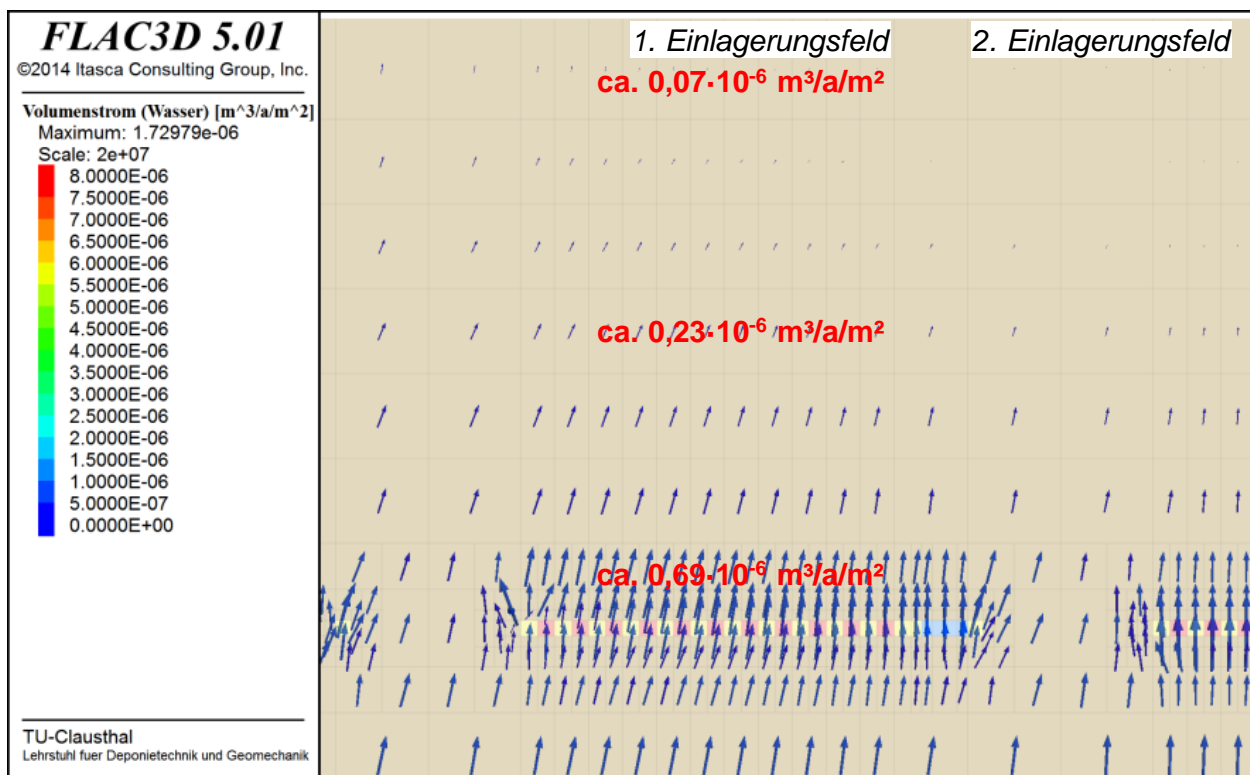 FLAC3D 5.01
©2014 Itasca Consulting Group, Inc.
Volumenstrom (Wasser) [m^3/a/m^2]
Maximum: 1.72979e-06
Scale: 2e+07
8.0000E-06
7.5000E-06
7.0000E-06
6.5000E-06
6.0000E-06
5.5000E-06
5.0000E-06
4.5000E-06
4.0000E-06
3.5000E-06
3.0000E-06
2.5000E-06
2.0000E-06
1.5000E-06
1.0000E-06
5.0000E-07
0.0000E+00
TU-Clausthal
Lehrstuhl fuer Deponietechnik und Geomechanik
1. Einlagerungsfeld
2. Einlagerungsfeld
ca. 0,07·10⁻⁶ m³/a/m²
ca. 0,23·10⁻⁶ m³/a/m²
ca. 0,69·10⁻⁶ m³/a/m²